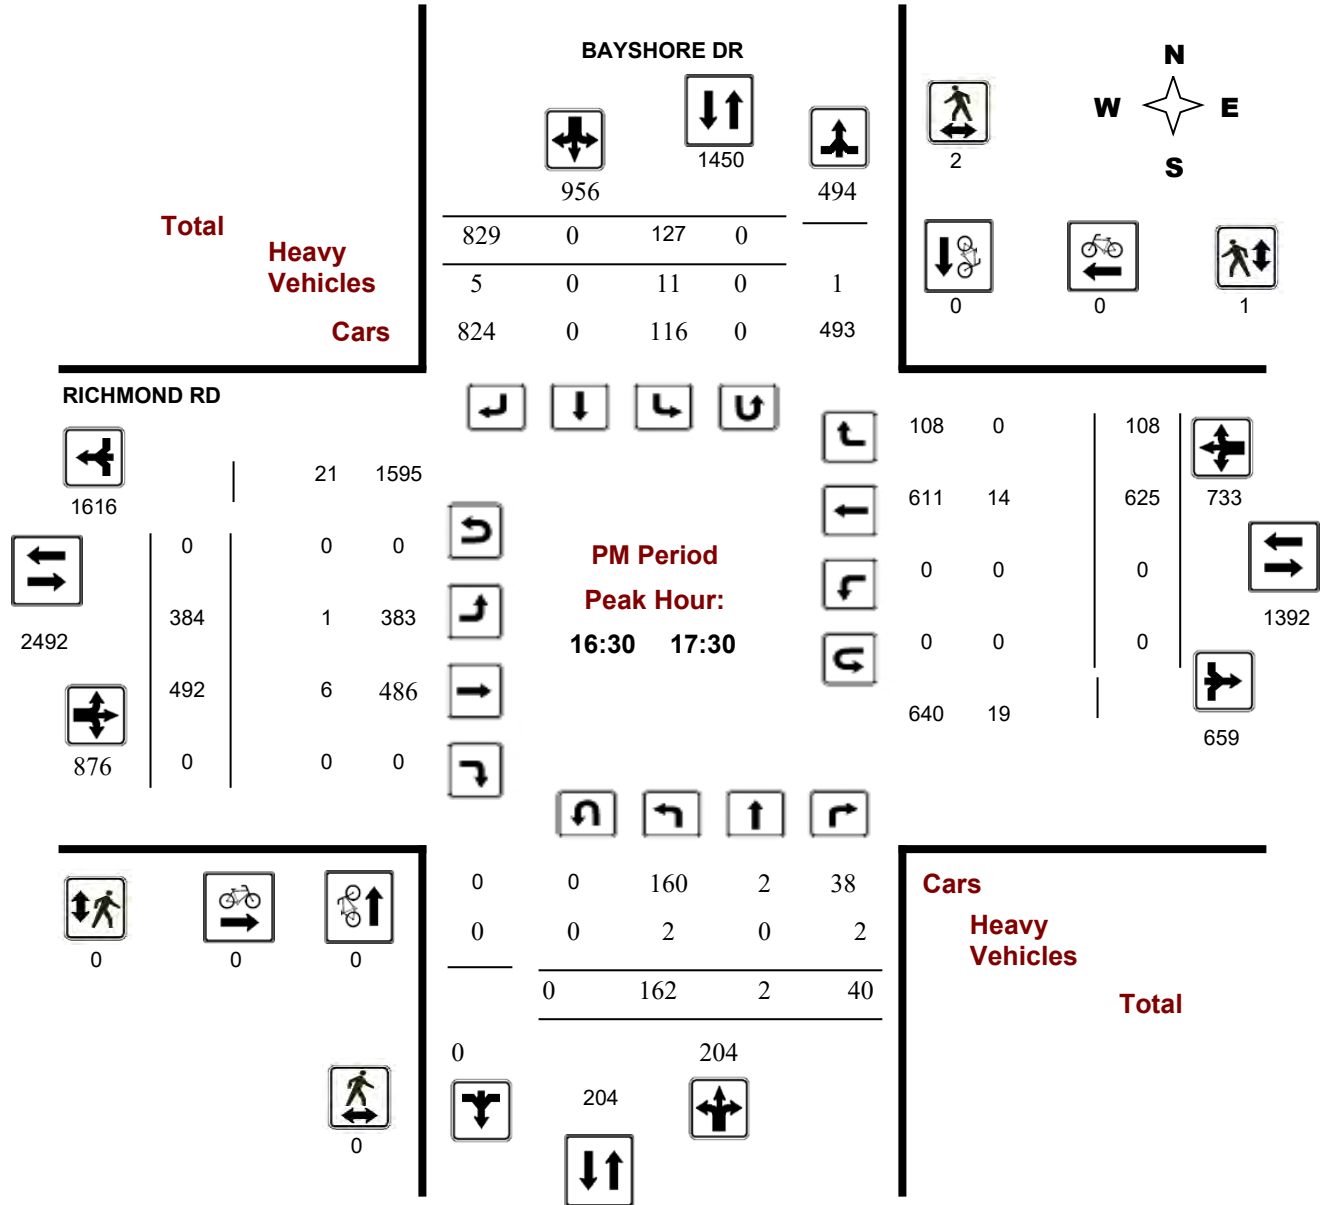 BAYSHORE DR
N
W E
S
1450
2
956
494
Total
829 0 127 0
Heavy
Vehicles
5 0 11 0 1
0 0 1
Cars
824 0 116 0 493
RICHMOND RD
108 0 108
21 1595
1616
611 14 625 733
0 0 0
PM Period
0 0 0
Peak Hour:
384 1 383
1392
2492
16:30 17:30
0 0 0
492 6 486
640 19
659
876
0 0 0
0 0 160 2 38
Cars
0 0 2 0 2
Heavy
Vehicles
0 0 0
0 162 2 40
Total
0
204
204
0